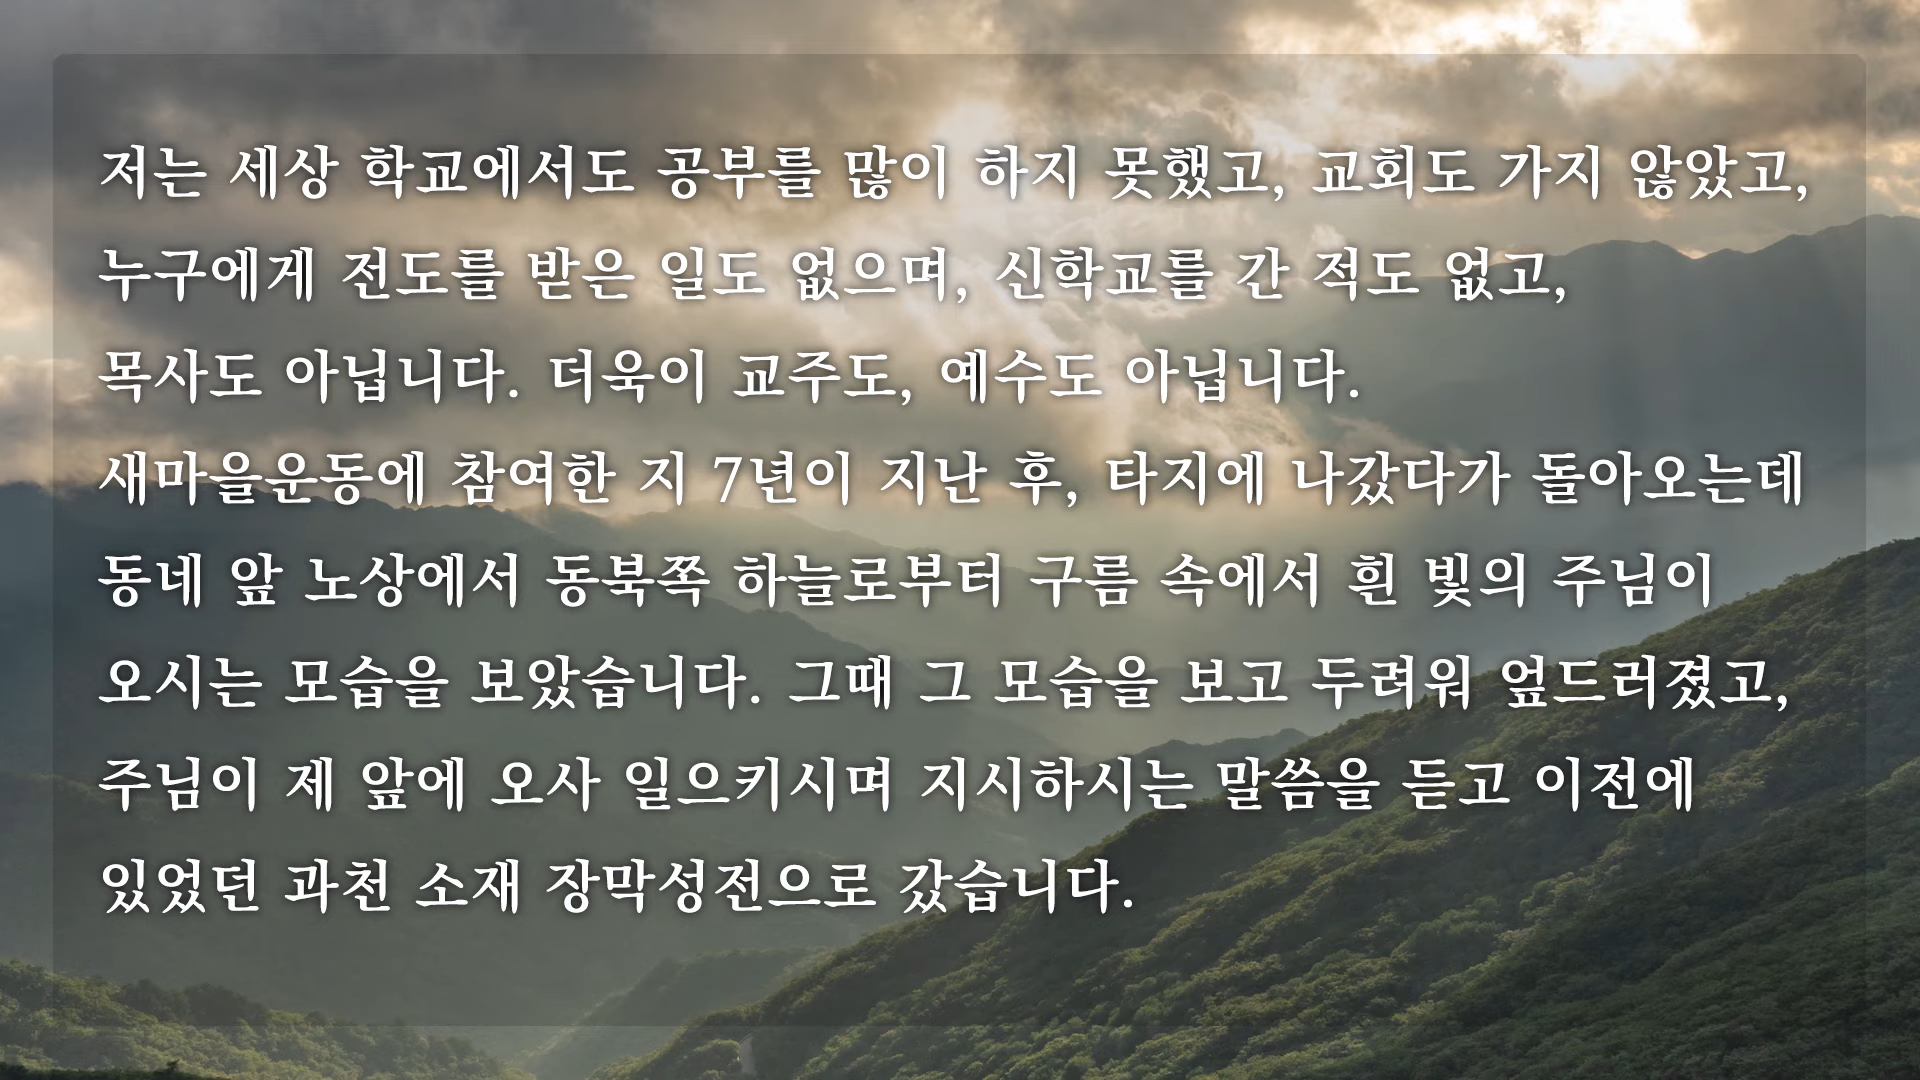 저는 세상 학교에서도 공부를 많이 하지 못했고, 교회도 가지 않았고,
누구에게 전도를 받은 일도 없으며, 신학교를 간 적도 없고,
목사도 아닙니다. 더욱이 교주도, 예수도 아닙니다.
새마을운동에 참여한 지 7년이 지난 후, 타지에 나갔다가 돌아오는데
동네 앞 노상에서 동북쪽 하늘로부터 구름 속에서 흰 빛의 주님이
오시는 모습을 보았습니다. 그때 그 모습을 보고 두려워 엎드러졌고,
주님이 제 앞에 오사 일으키시며 지시하시는 말씀을 듣고 이전에
있었던 과천 소재 장막성전으로 갔습니다.